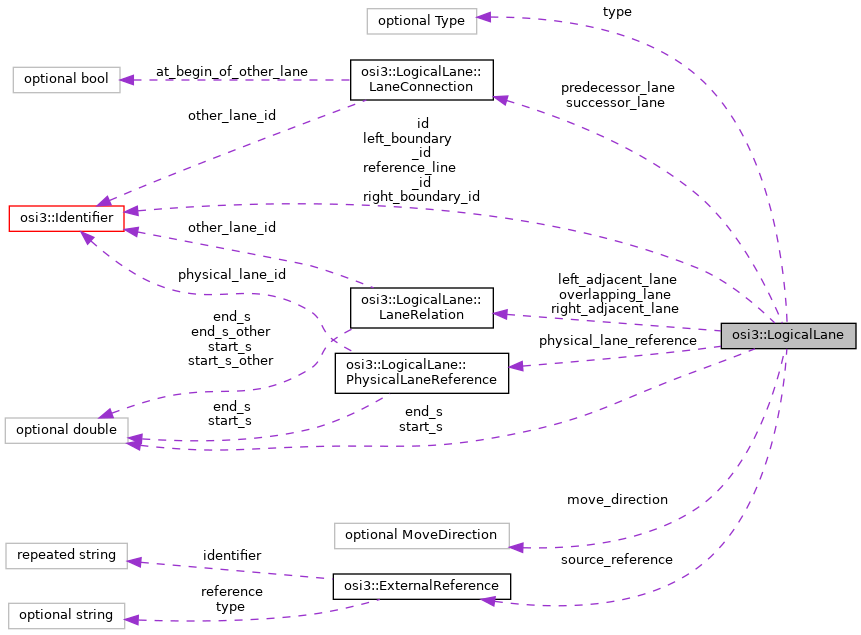 type
optional Type
optional bool
at_begin_of_other_lane
osi3::LogicalLane::
LaneConnection
predecessor_lane
successor_lane
other_lane_id
id
left_boundary
_id
reference_line
_id
right_boundary_id
osi3::Identifier
other_lane_id
physical_lane_id
osi3::LogicalLane::
LaneRelation
left_adjacent_lane
overlapping_lane
right_adjacent_lane
osi3::LogicalLane
end_s
end_s_other
start_s
start_s_other
osi3::LogicalLane::
PhysicalLaneReference
physical_lane_reference
optional double
end_s
start_s
end_s
start_s
move_direction
optional MoveDirection
source_reference
repeated string
identifier
osi3::ExternalReference
reference
type
optional string